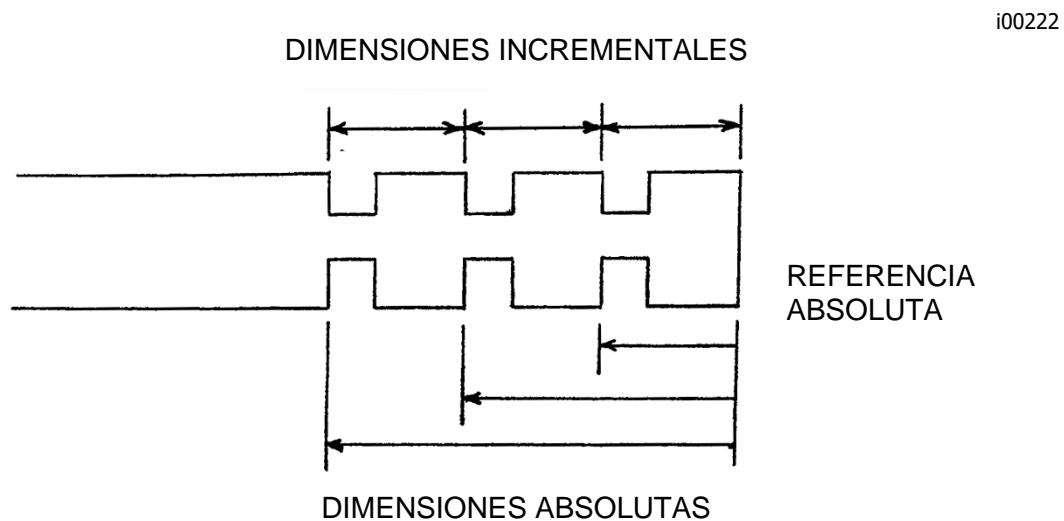 i00222
DIMENSIONES INCREMENTALES
REFERENCIA
ABSOLUTA
DIMENSIONES ABSOLUTAS